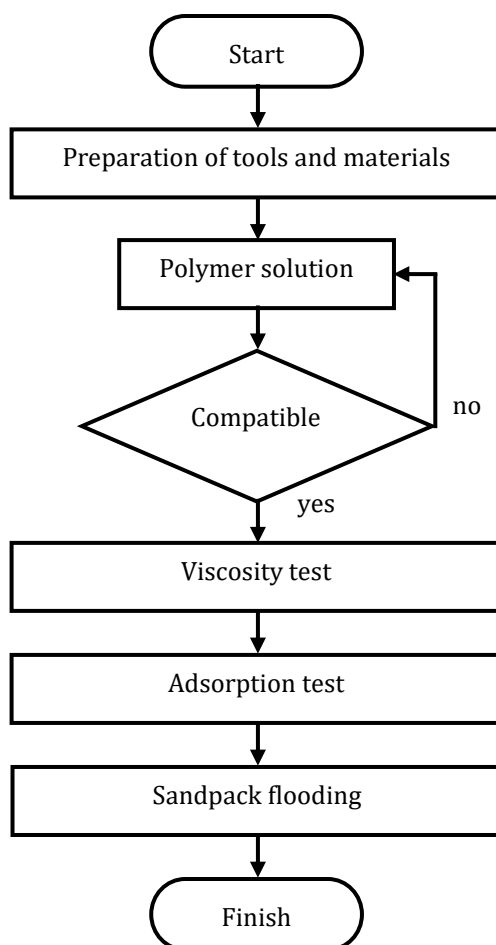 Start
Preparation of tools and materials
Polymer solution
Compatible
no
yes
Viscosity test
Adsorption test
Sandpack flooding
Finish